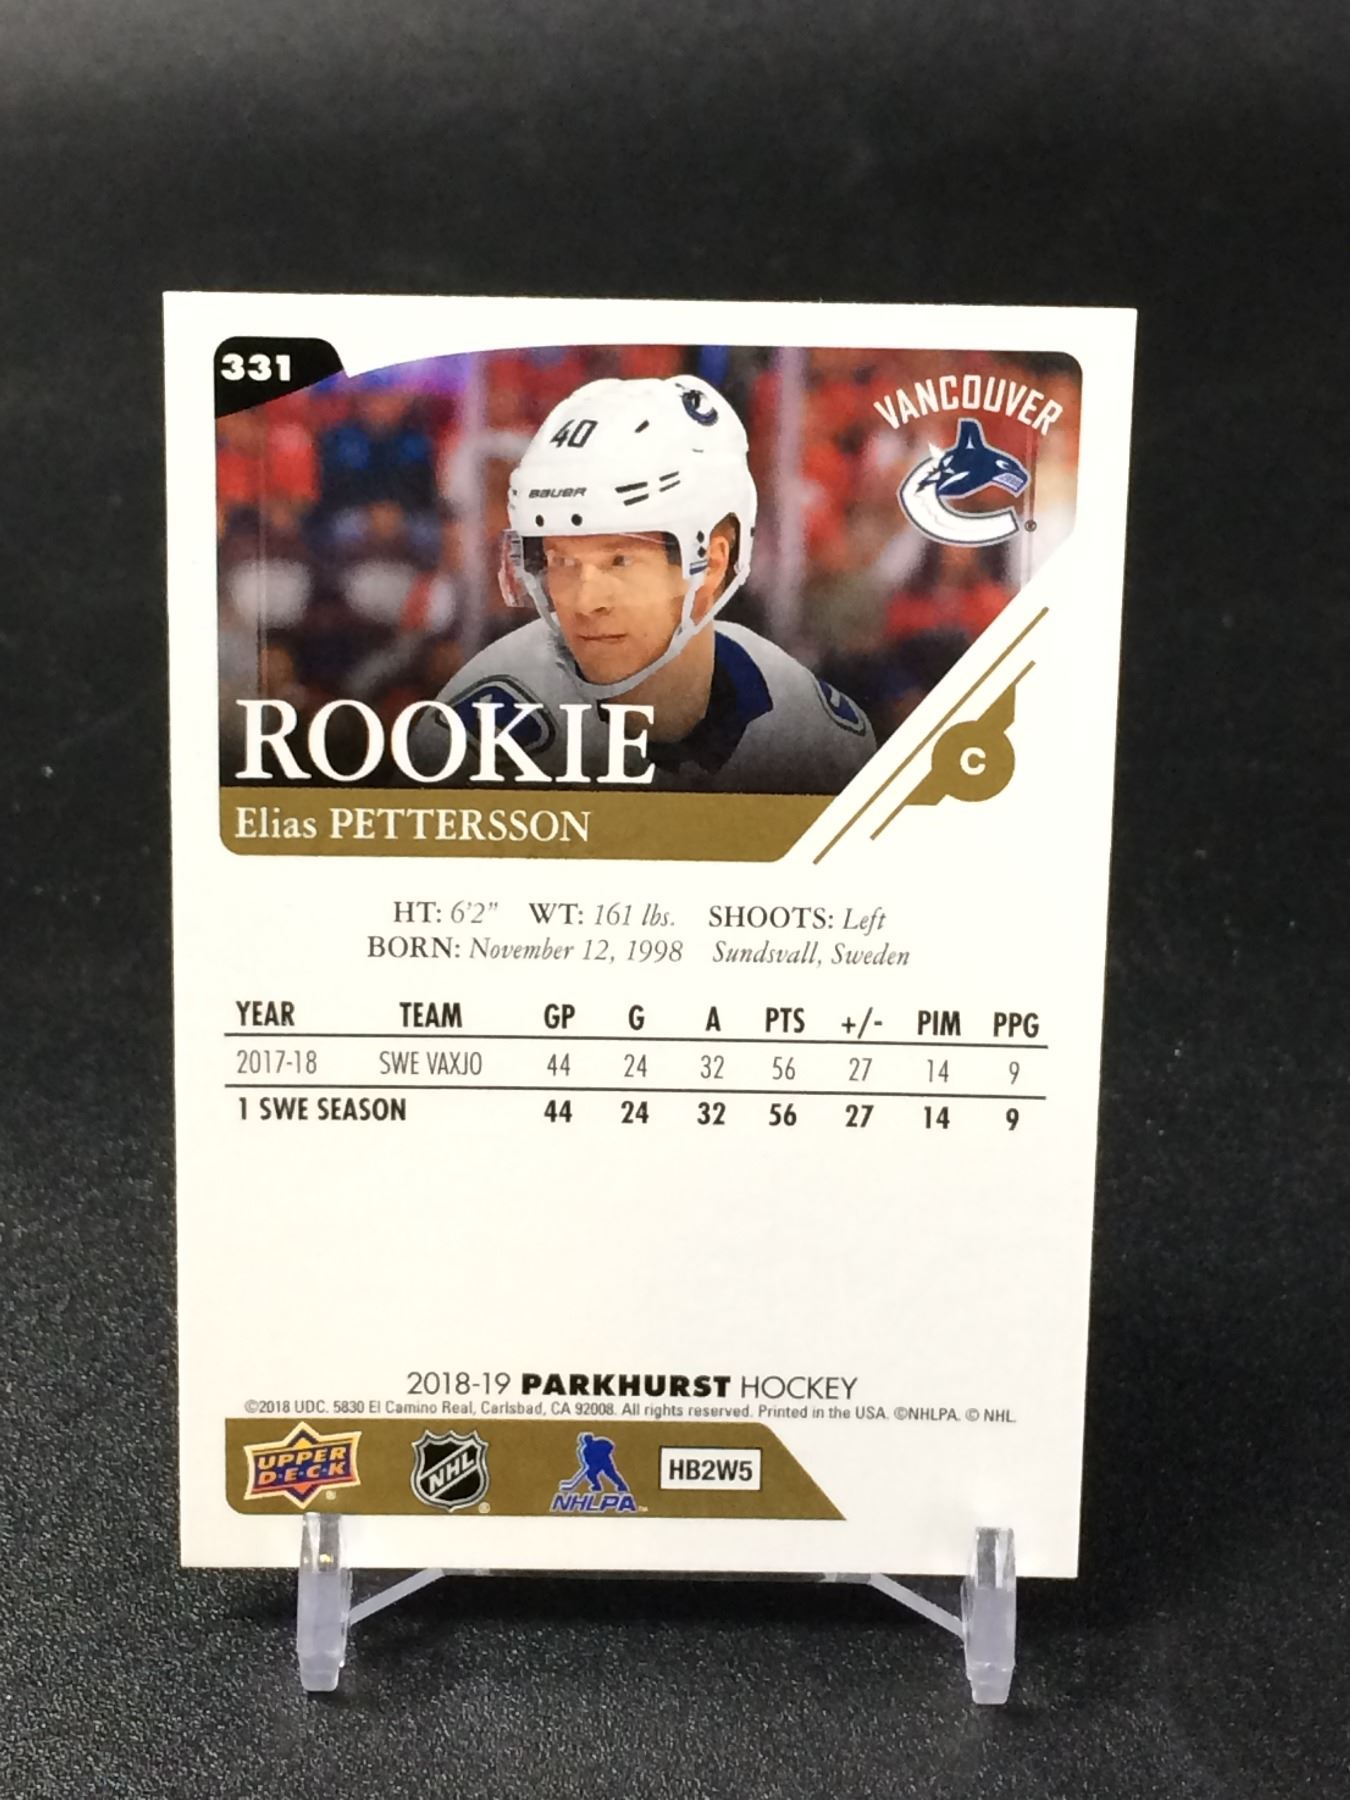 331
VANCOUVER
®
40
BAUER
C
ROOKIE
Elias PETTERSSON
HT: 6'2" WT: 161 lbs. SHOOTS: Left
BORN: November 12, 1998 Sundsvall, Sweden
YEAR TEAM GP G A PTS +/- PIM PPG
2017-18 SWE VAXJO 44 24 32 56 27 14 9
1 SWE SEASON 44 24 32 56 27 14 9
2018-19 PARKHURST HOCKEY
©2018 UDC. 5830 El Camino Real, Carlsbad, CA 92008. All rights reserved. Printed in the USA. ©NHLPA. © NHL.
UPPER
D·E·C·K
®
NHL
®
NHLPA™
HB2W5